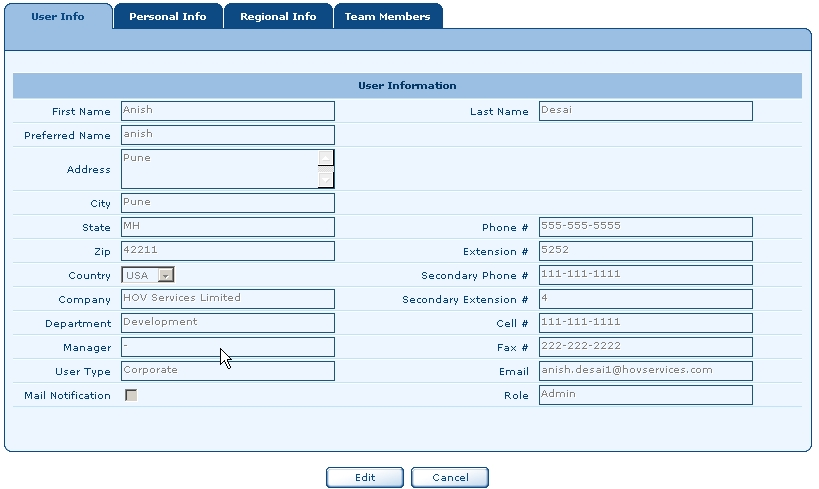 User Info Personal Info Regional Info Team Members
User Information
First Name Anish Last Name Desai
Preferred Name anish
Address Pune
City Pune
State MH Phone # 555-555-5555
Zip 42211 Extension # 5252
Country USA Secondary Phone # 111-111-1111
Company HOV Services Limited Secondary Extension # 4
Department Development Cell # 111-111-1111
Manager - Fax # 222-222-2222
User Type Corporate Email anish.desai1@hovservices.com
Mail Notification Role Admin
Edit Cancel